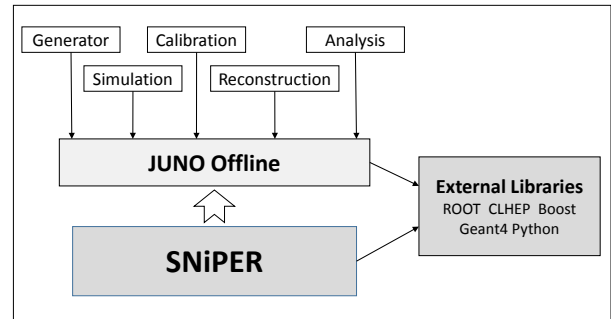 Generator
Calibration
Analysis
Simulation
Reconstruction
JUNO Offline
External Libraries
ROOT CLHEP Boost
Geant4 Python
SNiPER